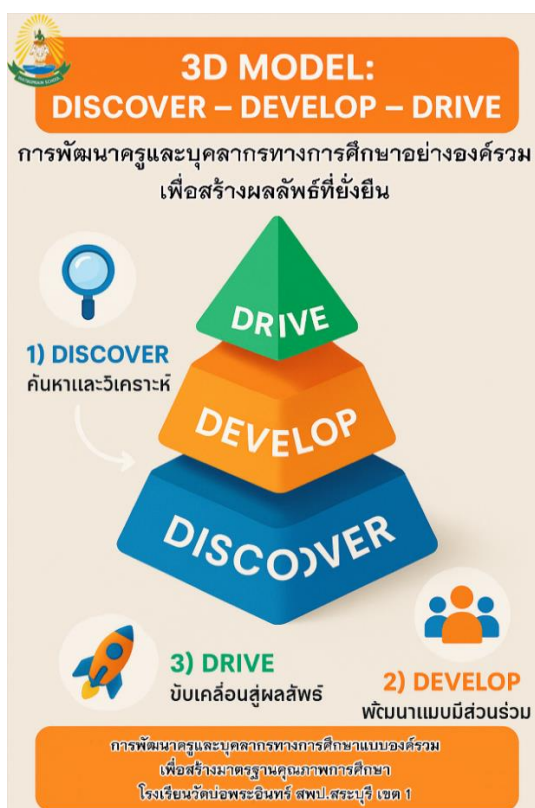 3D MODEL:
DISCOVER – DEVELOP – DRIVE
การพัฒนาครูและบุคลากรทางการศึกษาอย่างองค์รวม
เพื่อสร้างผลลัพธ์ที่ยั่งยืน
DRIVE
1) DISCOVER
ค้นหาและวิเคราะห์
DEVELOP
DISCOOVER
3) DRIVE
ขับเคลื่อนสู่ผลสัพธ์
2) DEVELOP
พัฒนาแบบมีส่วนร่วม
การพัฒนาครูและบุคลากรทางการศึกษาแบบองค์รวม
เพื่อสร้างมาตรฐานคุณภาพการศึกษา
โรงเรียนวัดบ่อพระอินทร์ สพป.สระบุรี เขต 1